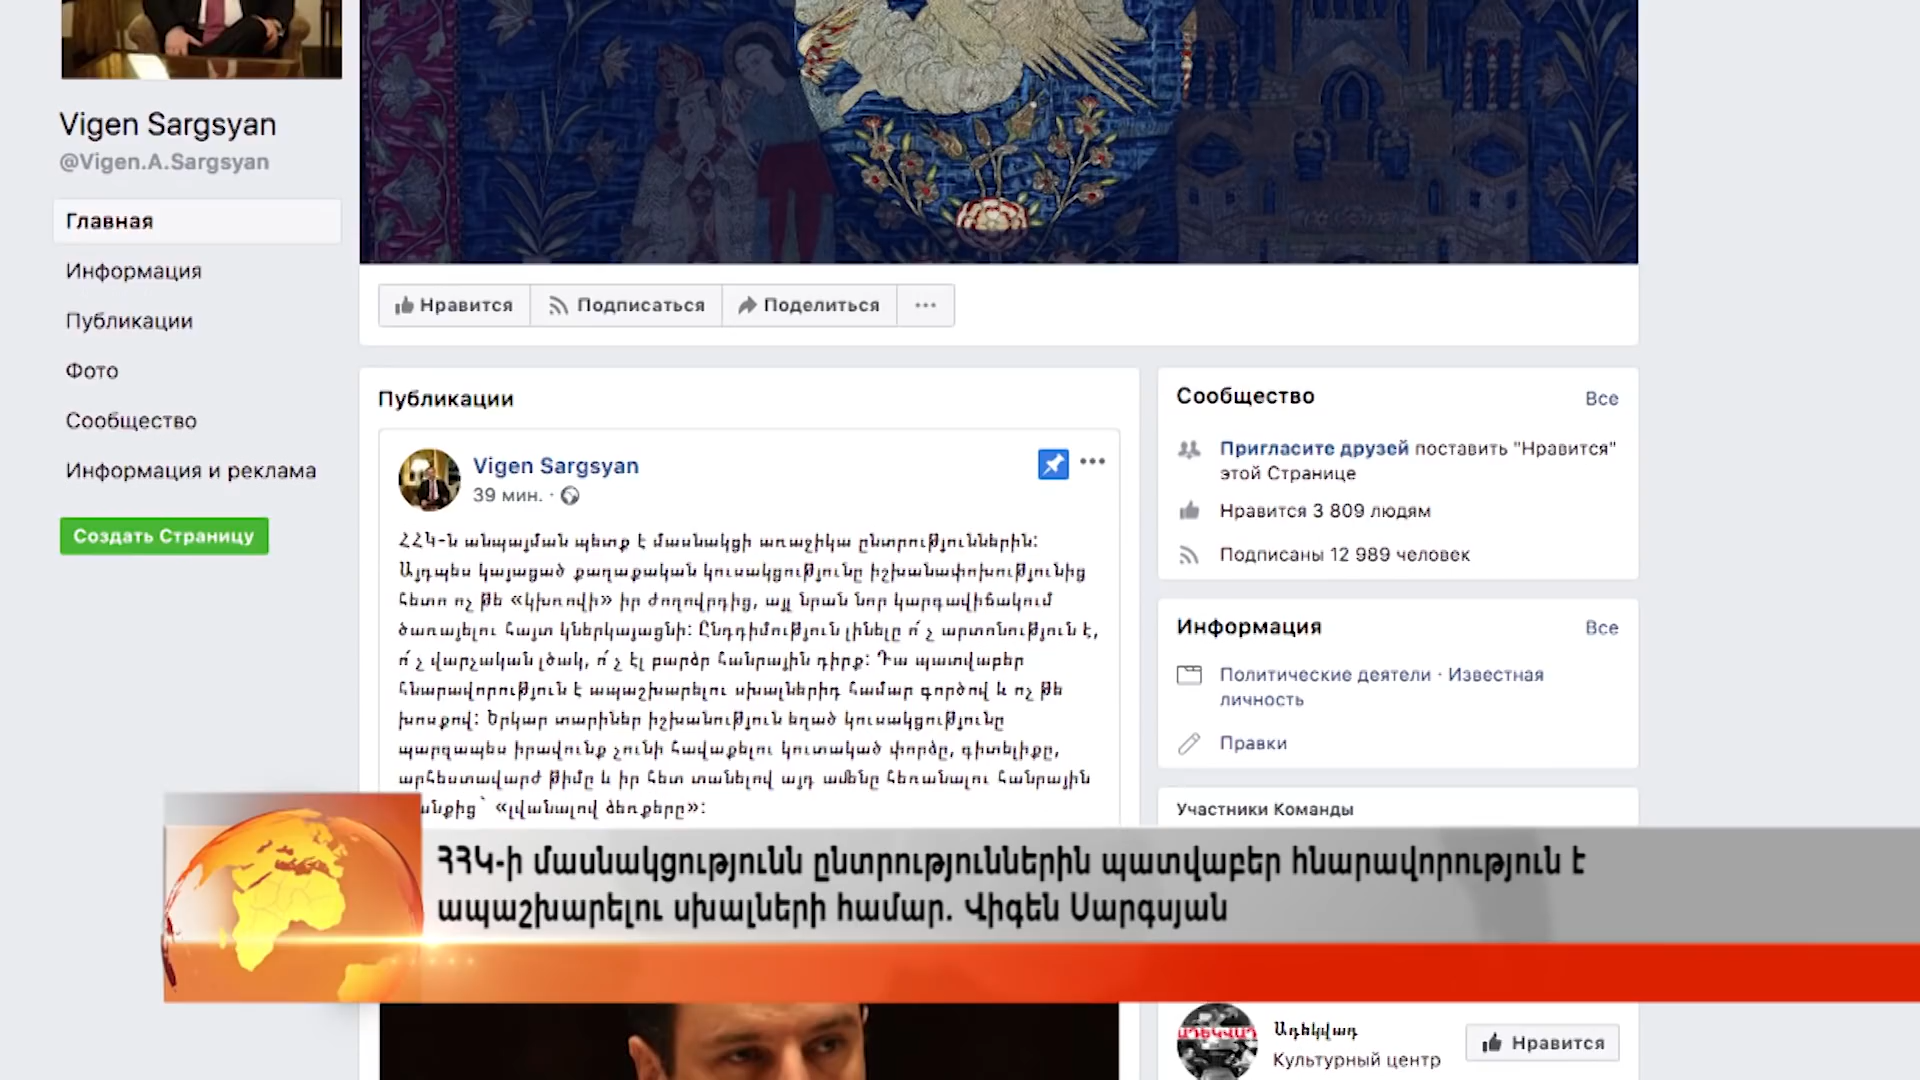 Vigen Sargsyan
@Vigen.A.Sargsyan
Главная
Информация
Публикации
Фото
Сообщество
Информация и реклама
Создать Страницу
Нравится
Подписаться
Поделиться
Публикации
Vigen Sargsyan
39 мин.
ՀՀԿ-ն անպայման պետք է մասնակցի առաջիկա ընտրություններին:
Այդպես կայացած քաղաքական կուսակցությունը իշխանափոխությունից
հետո ոչ թե «կխռովի» իր ժողովրդից, այլ նրան նոր կարգավիճակում
ծառայելու հայտ կներկայացնի: Ընդդիմություն լինելը ո՛չ արտոնություն է,
ո՛չ վարչական լծակ, ո՛չ էլ բարձր հանրային դիրք: Դա պատվաբեր
հնարավորություն է ապաշխարելու սխալներիդ համար գործով և ոչ թե
խոսքով: Երկար տարիներ իշխանություն եղած կուսակցությունը
պարզապես իրավունք չունի հավաքելու կուտակած փորձը, գիտելիքը,
արհեստավարժ թիմը և իր հետ տանելով այդ ամենը հեռանալու հանրային
անքից՝ «լվանալով ձեռքերը»:
Сообщество
Все
Пригласите друзей поставить "Нравится"
этой Странице
Нравится 3 809 людям
Подписаны 12 989 человек
Информация
Все
Политические деятели · Известная
личность
Правки
Участники Команды
ՀՀԿ-ի մասնակցությունն ընտրություններին պատվաբեր հնարավորություն է
ապաշխարելու սխալների համար. Վիգեն Սարգսյան
ԱԴԵԿՎԱԴ
Ադեկվադ
Культурный центр
Нравится